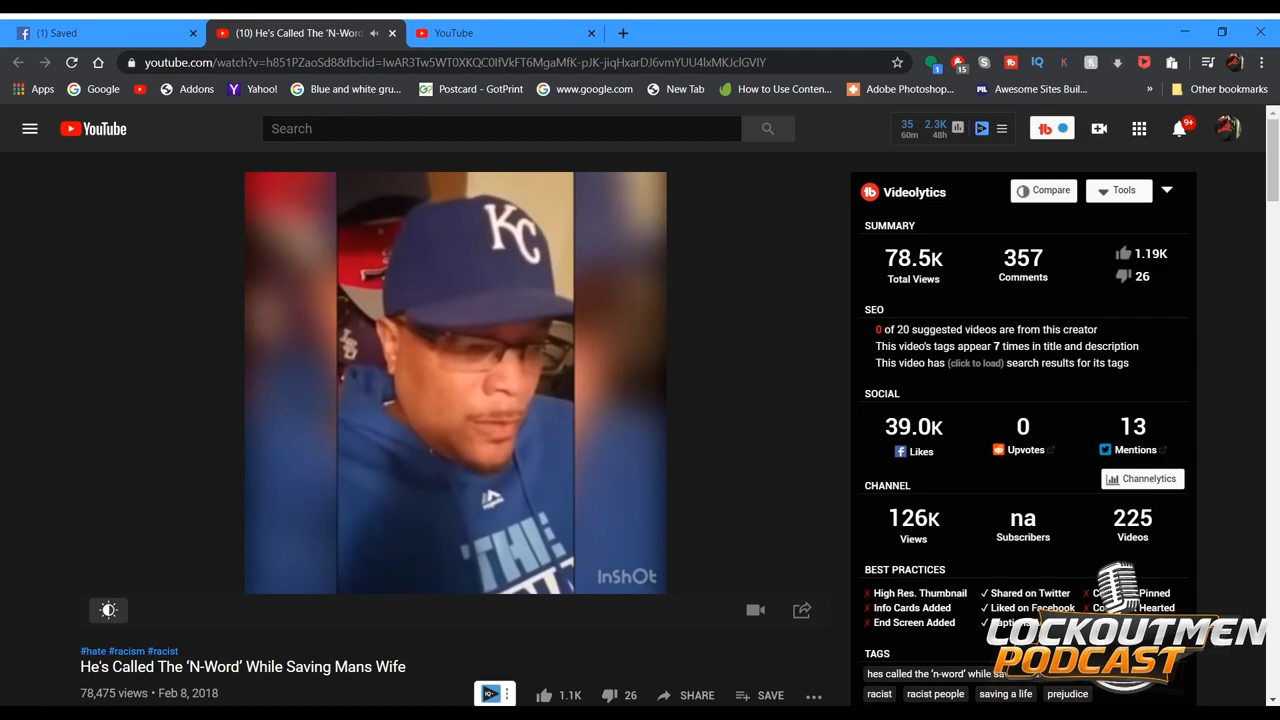 (1) Saved
(10) He's Called The 'N-Word'
YouTube
youtube.com/watch?v=h851PZaoSd8&fbclid=IwAR3Tw5WT0XKQC0IfVkFT6MgaMfK-pJK-jiqHxarDJ6vmYUU4lxMKJclGVIY
Apps
Google
Addons
Yahoo!
Blue and white gru...
Postcard - GotPrint
www.google.com
New Tab
How to Use Conten...
Adobe Photoshop...
Awesome Sites Buil...
»
Other bookmarks
YouTube
Search
35
60m
2.3K
48h
9+
KC
THE
InShOt
Videolytics
Compare
Tools
SUMMARY
78.5K
Total Views
357
Comments
1.19K
26
SEO
0 of 20 suggested videos are from this creator
This video's tags appear 7 times in title and description
This video has (click to load) search results for its tags
SOCIAL
39.0K
Likes
0
Upvotes
13
Mentions
Channelytics
CHANNEL
126K
Views
na
Subscribers
225
Videos
BEST PRACTICES
✗ High Res. Thumbnail
✓ Shared on Twitter
Pinned
✗ Info Cards Added
✓ Liked on Facebook
Hearted
✗ End Screen Added
TAGS
hes called the 'n-word' while
racist
racist people
saving a life
prejudice
LOCKOUTMEN
PODCAST
#hate #racism #racist
He's Called The 'N-Word' While Saving Mans Wife
78,475 views • Feb 8, 2018
1.1K
26
SHARE
SAVE